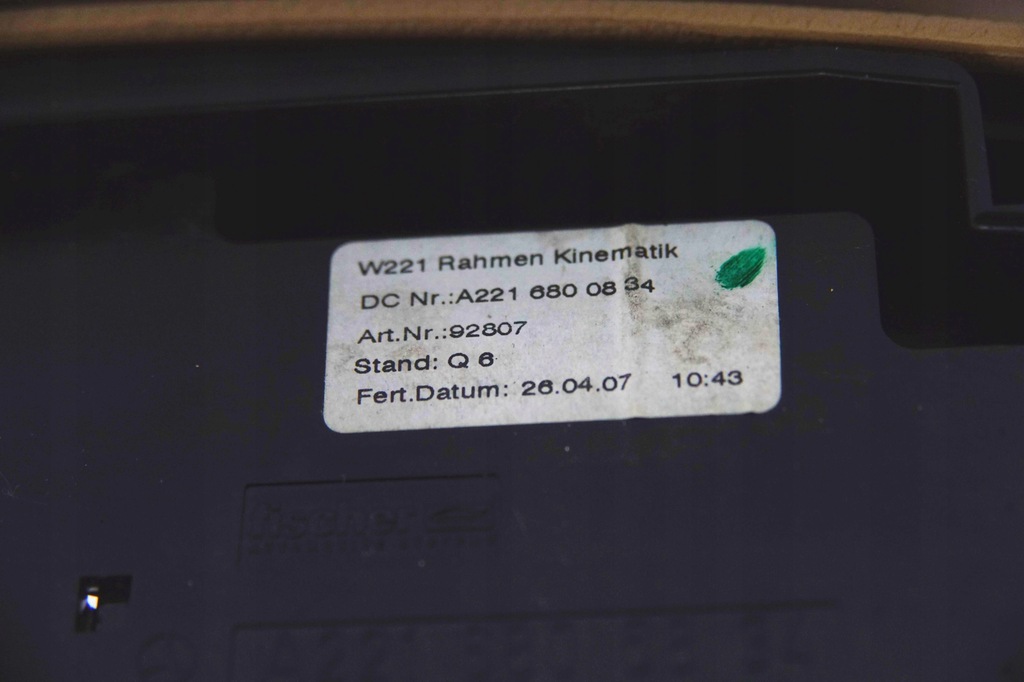 W221 Rahmen Kinematik
DC Nr.:A221 680 08 34
Art.Nr.:92807
Stand: Q 6
Fert.Datum: 26.04.07 10:43
fischer